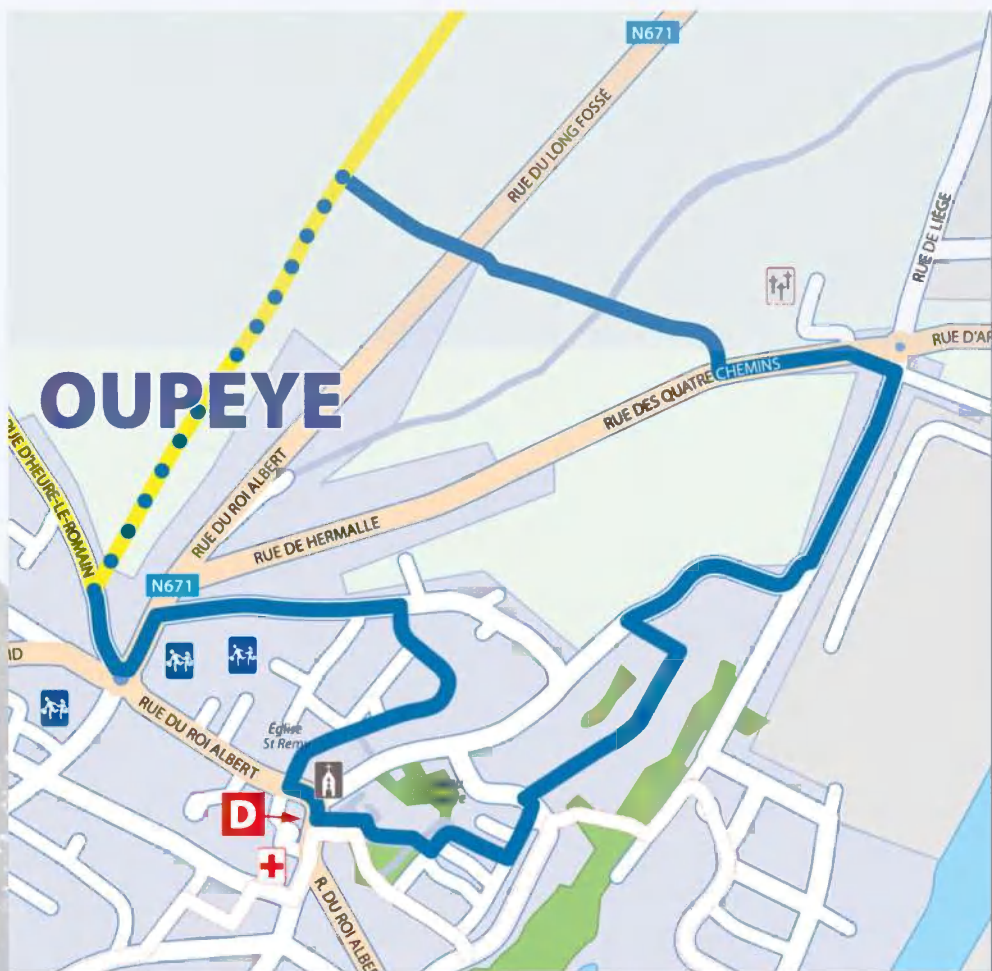 N671
RUE DU LONG FOSSÉ
RUE DE LIÈGE
RUE D'AR
OUPEYE
RUE DES QUATRE CHEMINS
RUE D'HEURE-LE-ROMAIN
RUE DU ROI ALBERT
RUE DE HERMALLE
N671
ID
RUE DU ROI ALBERT
Église
St Remy
D
R. DU ROI ALBE